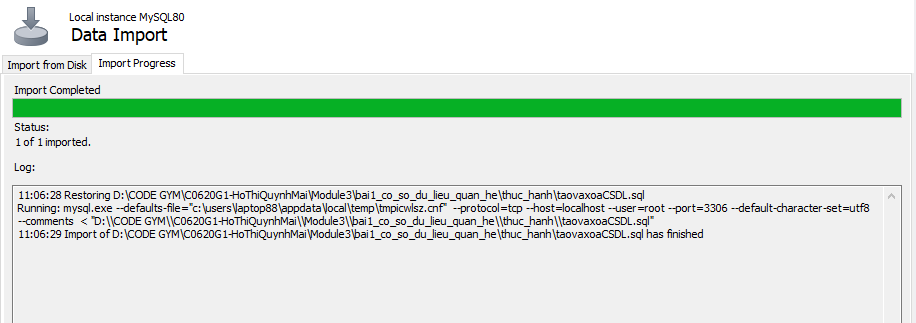 Local instance MySQL80
Data Import
Import from Disk
Import Progress
Import Completed
Status:
1 of 1 imported.
Log:
11:06:28 Restoring D:\CODE GYM\C0620G1-HoThiQuynhMai\Module3\bai1_co_so_du_lieu_quan_he\thuc_hanh\taovaxoaCSDL.sql
Running: mysql.exe --defaults-file="c:\users\laptop88\appdata\local\temp\tmpicwlsz.cnf"  --protocol=tcp --host=localhost --user=root --port=3306 --default-character-set=utf8
--comments  < "D:\\CODE GYM\\C0620G1-HoThiQuynhMai\\Module3\\bai1_co_so_du_lieu_quan_he\\thuc_hanh\\taovaxoaCSDL.sql"
11:06:29 Import of D:\CODE GYM\C0620G1-HoThiQuynhMai\Module3\bai1_co_so_du_lieu_quan_he\thuc_hanh\taovaxoaCSDL.sql has finished